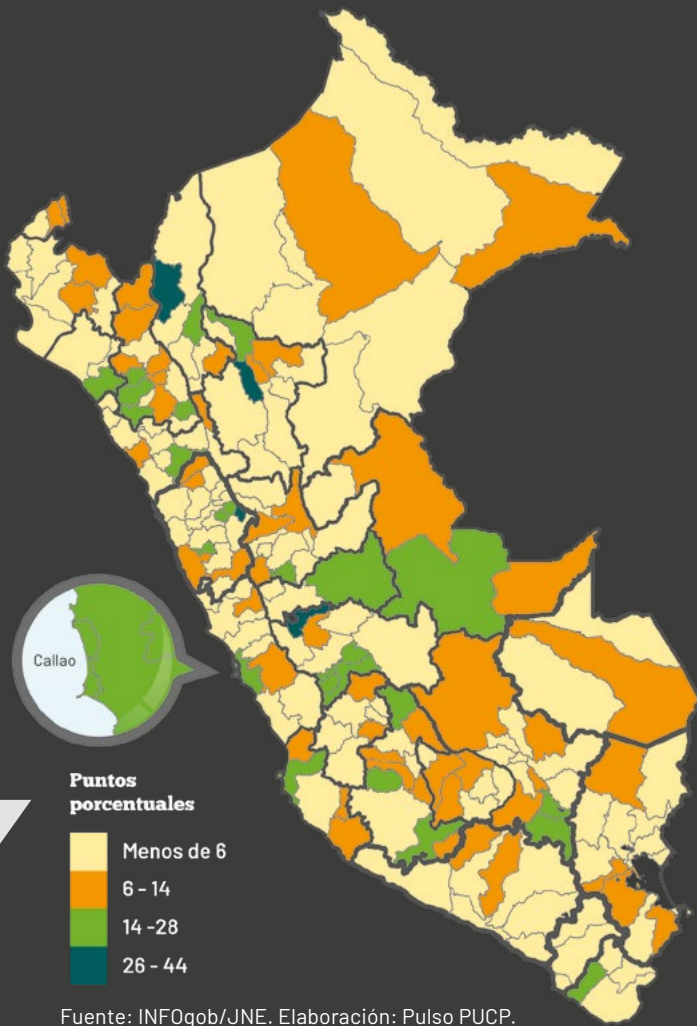 Callao
Puntos
porcentuales
Menos de 6
6 - 14
14 -28
26 - 44
Fuente: INFOgob/JNE. Elaboración: Pulso PUCP.